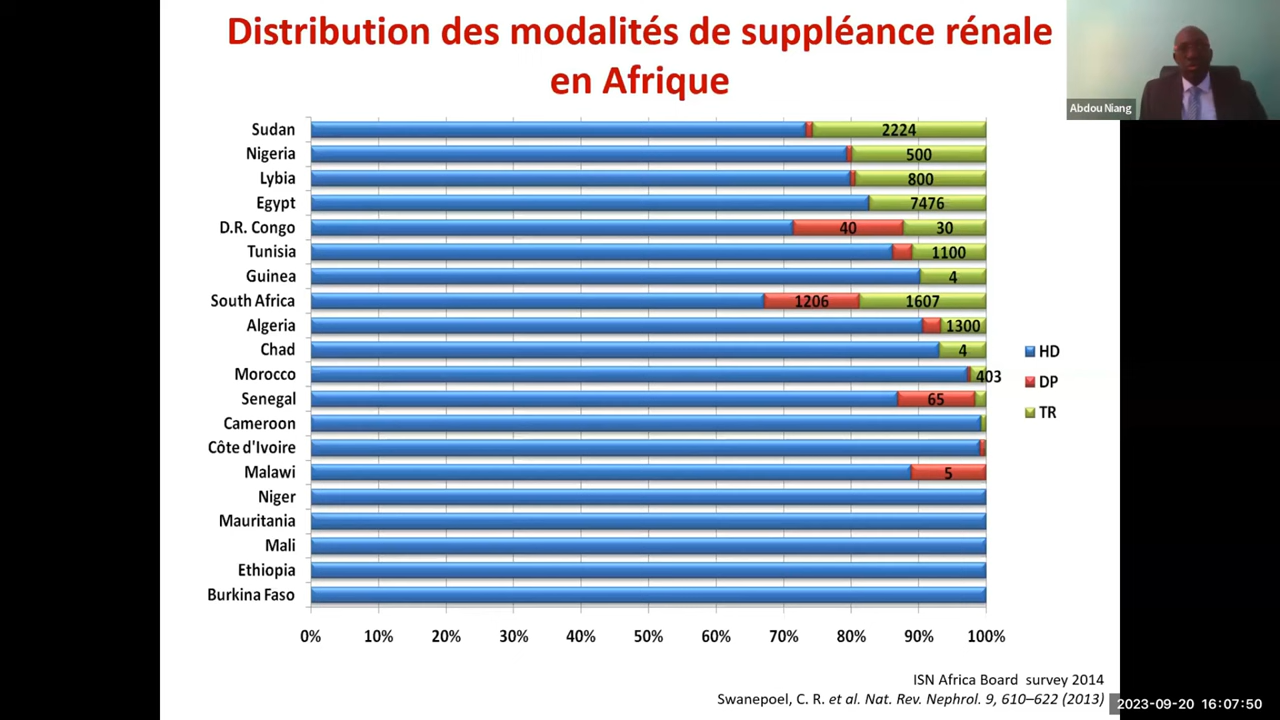 Distribution des modalités de suppléance rénale
en Afrique
Abdou Niang
Sudan 2224
Nigeria 500
Lybia 800
Egypt 7476
D.R. Congo 40 30
Tunisia 1100
Guinea 4
South Africa 1206 1607
Algeria 1300
Chad 4
Morocco 403
Senegal 65
Cameroon
Côte d'Ivoire
Malawi 5
Niger
Mauritania
Mali
Ethiopia
Burkina Faso
0% 10% 20% 30% 40% 50% 60% 70% 80% 90% 100%
HD
DP
TR
ISN Africa Board survey 2014
Swanepoel, C. R. et al. Nat. Rev. Nephrol. 9, 610–622 (2013)
2023-09-20 16:07:50